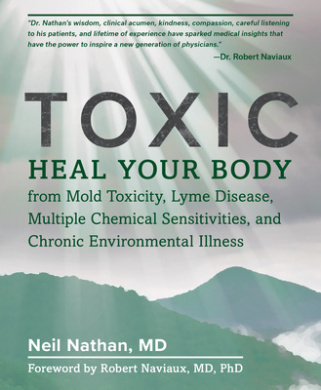 "Dr. Nathan's wisdom, clinical acumen, kindness, compassion, careful listening
to his patients, and lifetime of experience have sparked medical insights that
have the power to inspire a new generation of physicians."
—Dr. Robert Naviaux
TOXIC
HEAL YOUR BODY
from Mold Toxicity, Lyme Disease,
Multiple Chemical Sensitivities, and
Chronic Environmental Illness
Neil Nathan, MD
Foreword by Robert Naviaux, MD, PhD